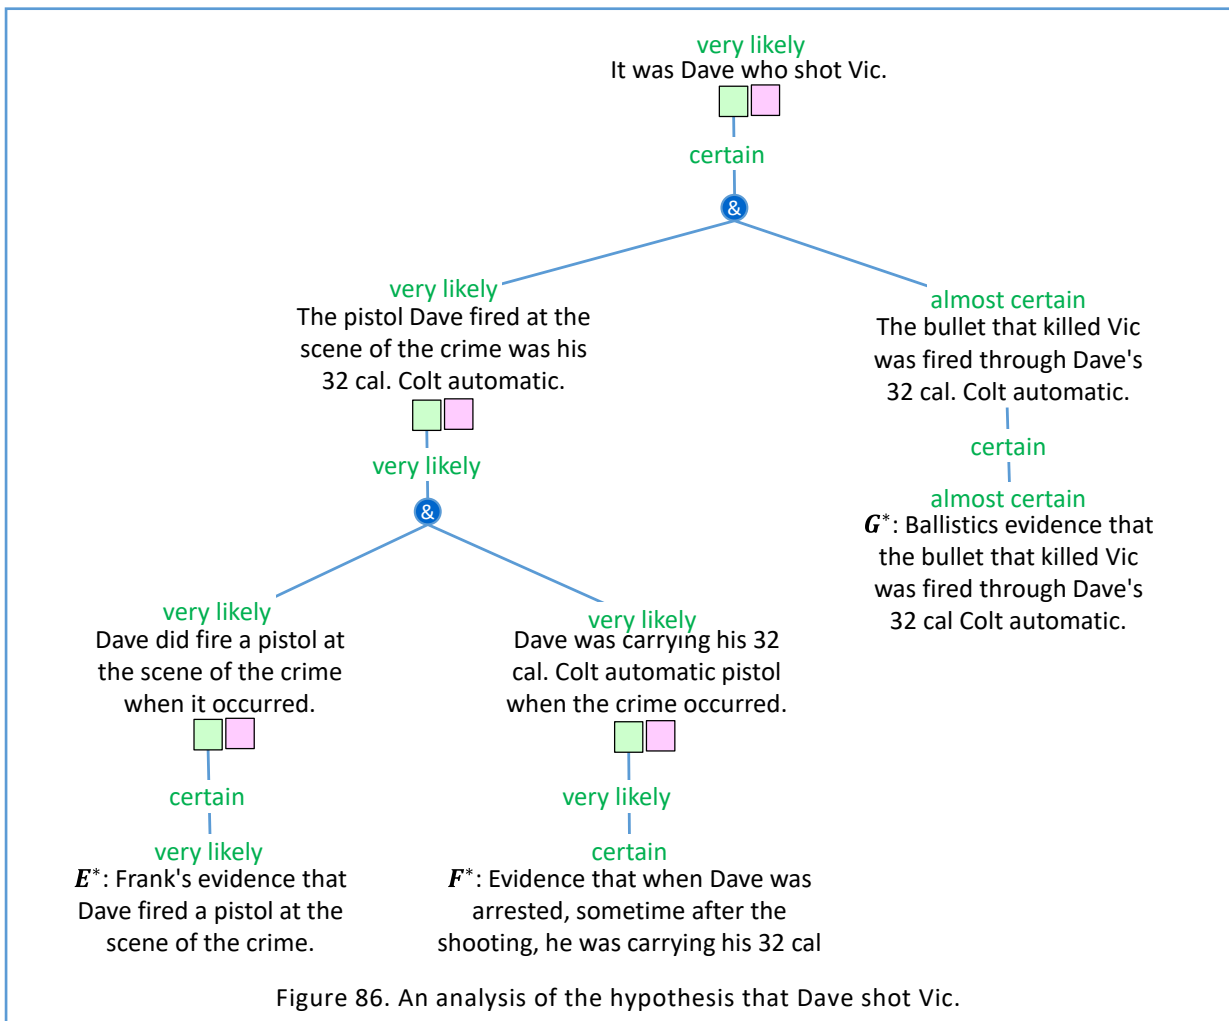 very likely
It was Dave who shot Vic.
certain
&
very likely
The pistol Dave fired at the
scene of the crime was his
32 cal. Colt automatic.
very likely
&
almost certain
The bullet that killed Vic
was fired through Dave's
32 cal. Colt automatic.
certain
almost certain
G*: Ballistics evidence that
the bullet that killed Vic
was fired through Dave's
32 cal Colt automatic.
very likely
Dave did fire a pistol at
the scene of the crime
when it occurred.
certain
very likely
E*: Frank's evidence that
Dave fired a pistol at the
scene of the crime.
very likely
Dave was carrying his 32
cal. Colt automatic pistol
when the crime occurred.
very likely
certain
F*: Evidence that when Dave was
arrested, sometime after the
shooting, he was carrying his 32 cal
Figure 86. An analysis of the hypothesis that Dave shot Vic.